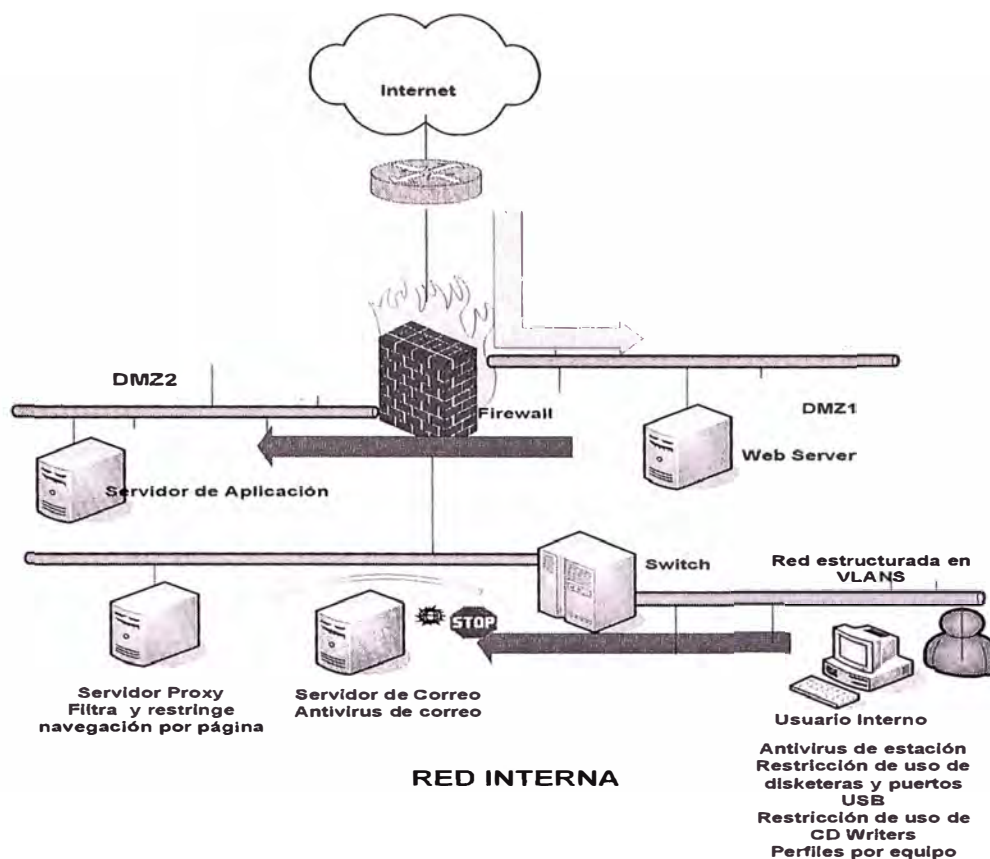 Internet
DMZ2
Firewall
DMZ1
Web Server
Servidor de Aplicación
Switch
Red estructurada en
VLANS
STOP
Servidor Proxy
Filtra y restringe
navegación por página
Servidor de Correo
Antivirus de correo
Usuario Interno
Antivirus de estación
Restricción de uso de
disketeras y puertos
USB
Restricción de uso de
CD Writers
Perfiles por equipo
RED INTERNA